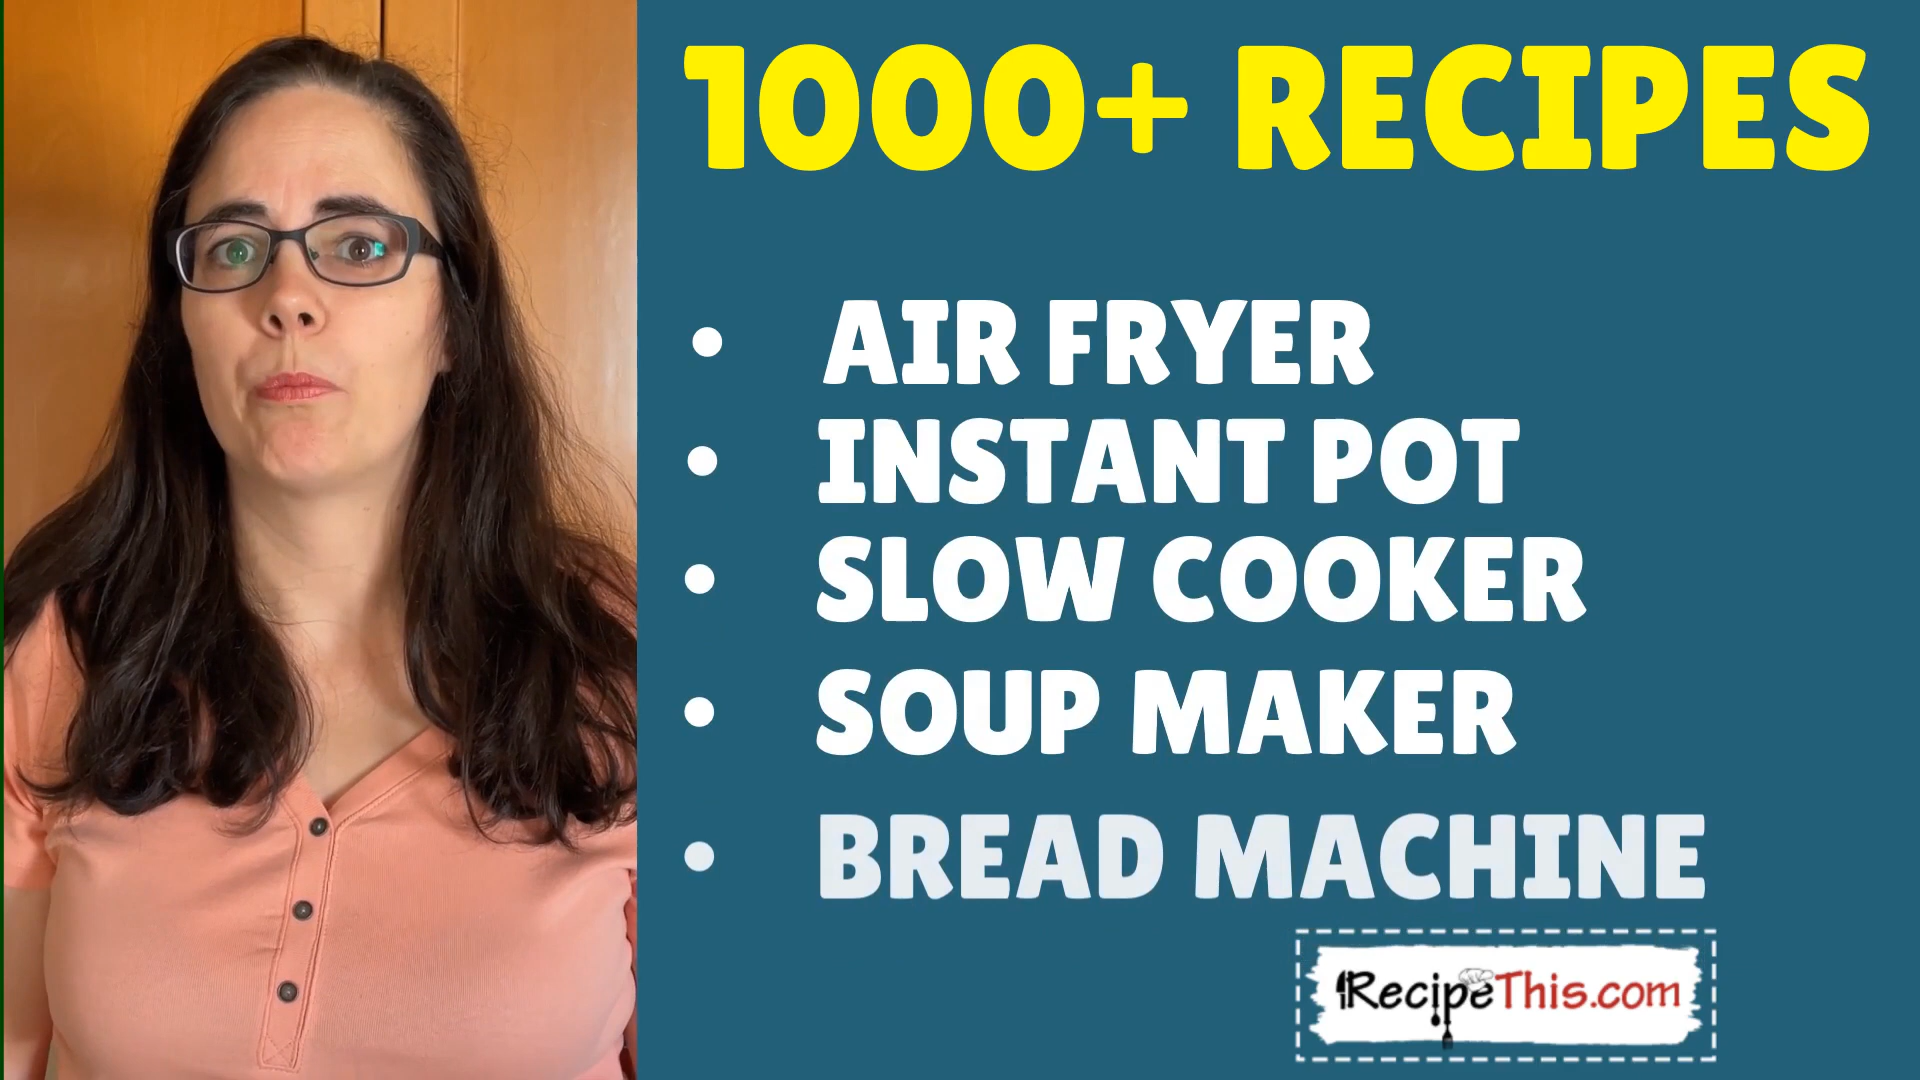 1000+ RECIPES
• AIR FRYER
• INSTANT POT
• SLOW COOKER
• SOUP MAKER
• BREAD MACHINE
RecipeThis.com